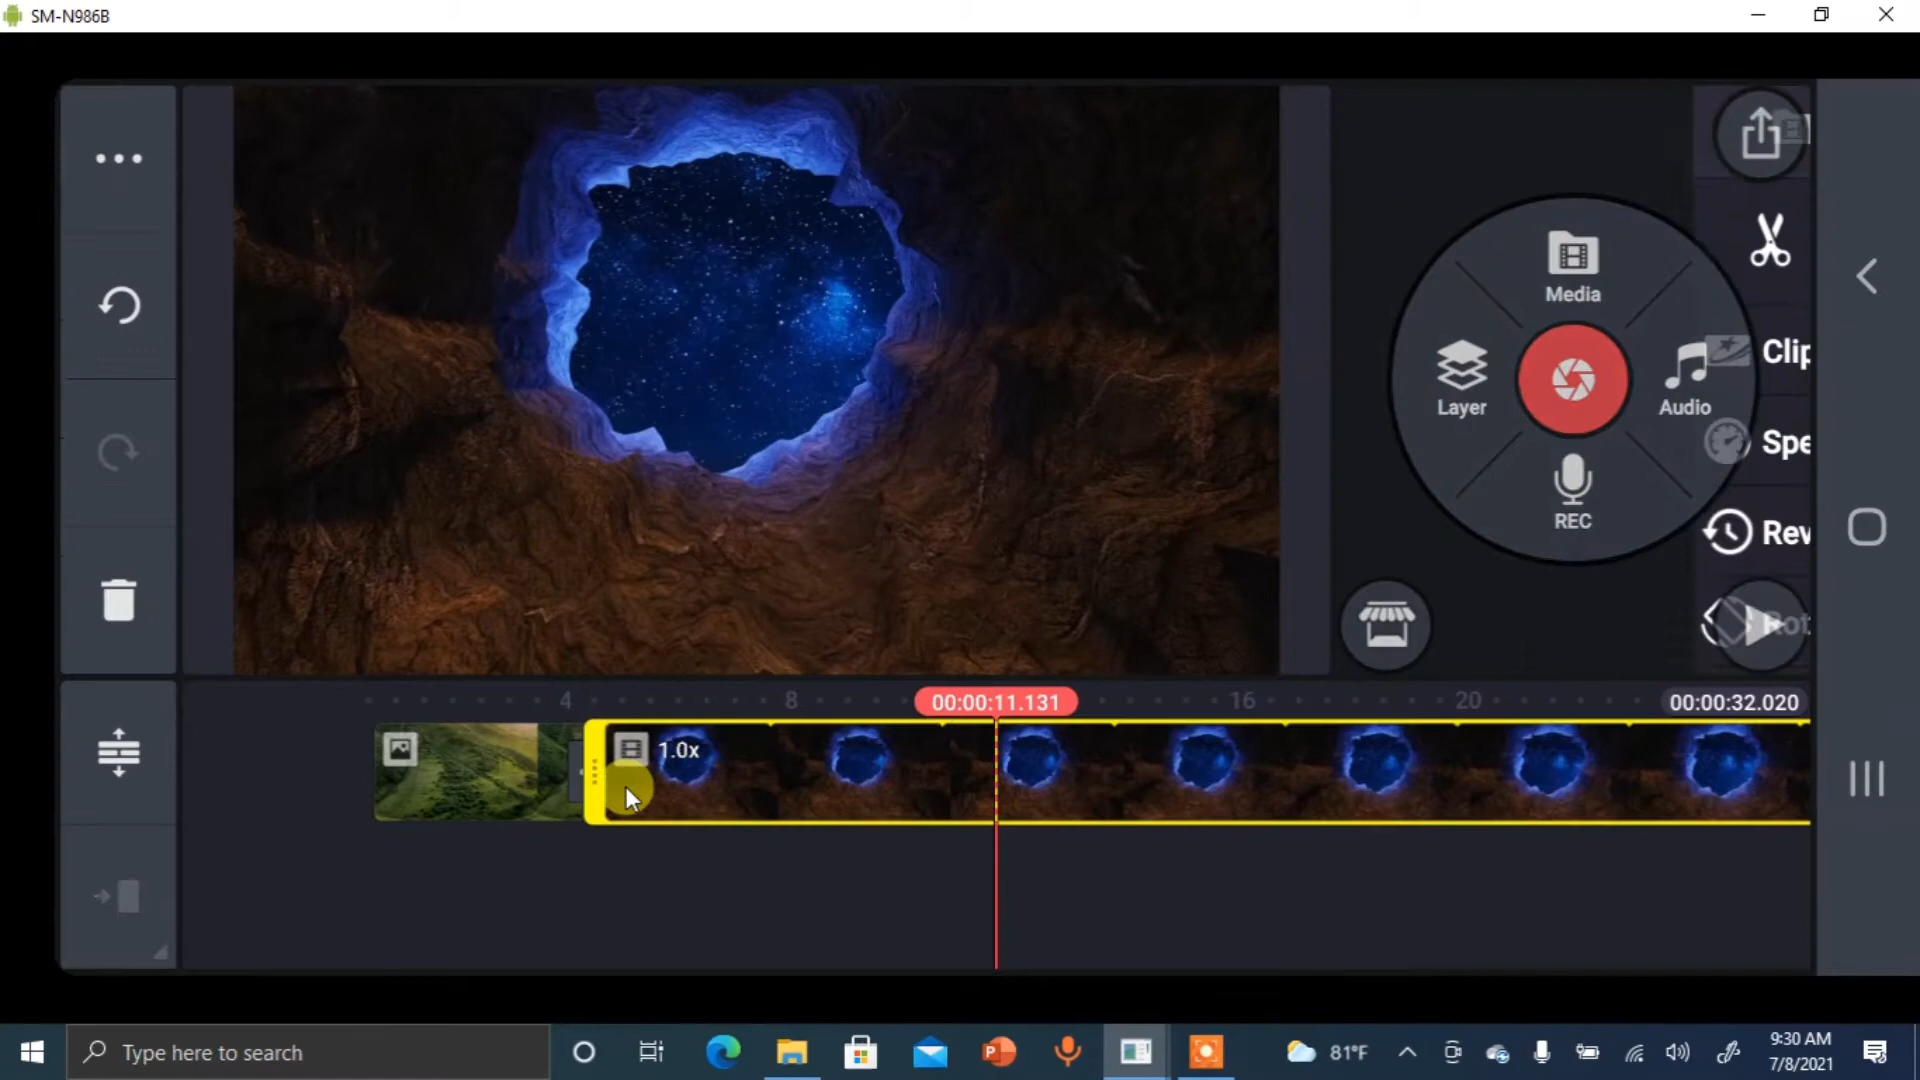 SM-N986B
Media
Layer
Audio
REC
Clip
Spe
Rev
Rot
4
8
00:00:11.131
16
20
00:00:32.020
1.0x
Type here to search
81°F
9:30 AM
7/8/2021